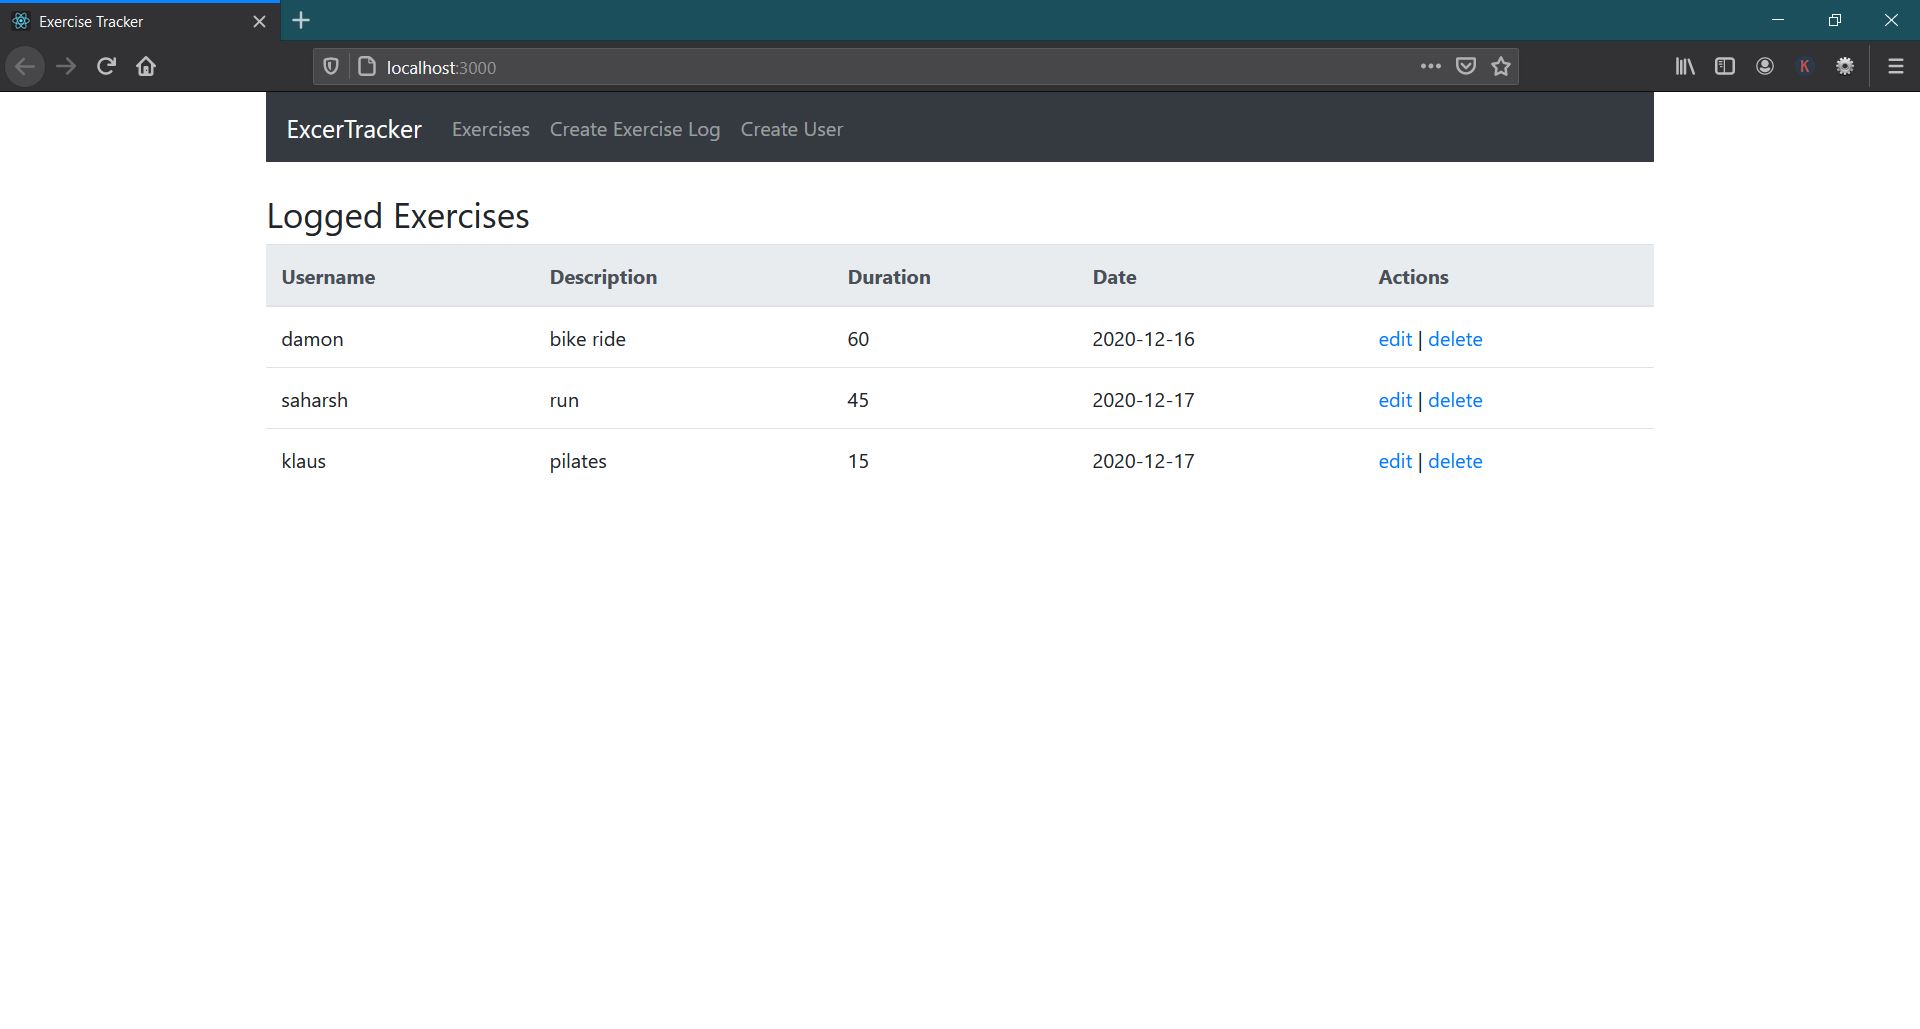 Exercise Tracker
localhost:3000
K
ExcerTracker Exercises Create Exercise Log Create User
Logged Exercises
Username Description Duration Date Actions
damon bike ride 60 2020-12-16 edit | delete
saharsh run 45 2020-12-17 edit | delete
klaus pilates 15 2020-12-17 edit | delete